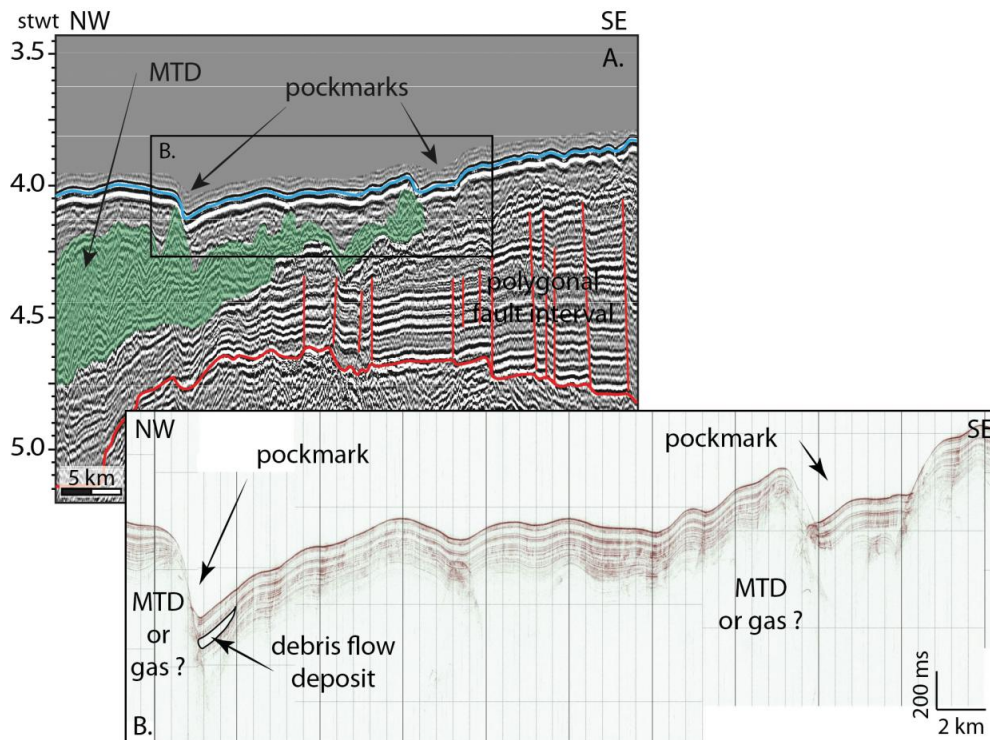 stwt NW SE
3.5
A.
MTD
pockmarks
B.
4.0
polygonal
fault interval
4.5
5.0
5 km
NW SE
pockmark
pockmark
MTD
or
gas ?
MTD
or gas ?
debris flow
deposit
200 ms
2 km
B.